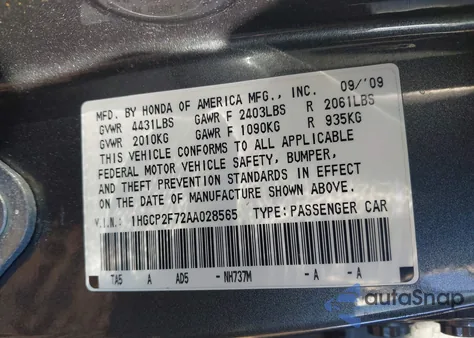 MFD. BY HONDA OF AMERICA MFG., INC. 09/'09
GVWR 4431LBS GAWR F 2403LBS R 2061LBS
GVWR 2010KG GAWR F 1090KG R 935KG
THIS VEHICLE CONFORMS TO ALL APPLICABLE
FEDERAL MOTOR VEHICLE SAFETY, BUMPER,
AND THEFT PREVENTION STANDARDS IN EFFECT
ON THE DATE OF MANUFACTURE SHOWN ABOVE.
V.I.N.: 1HGCP2F72AA028565 TYPE:PASSENGER CAR
TA5 A AD5 -NH737M -A -A
autoSnap